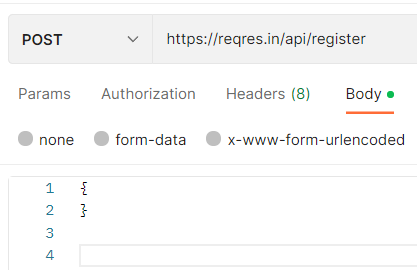 POST https://reqres.in/api/register
Params Authorization Headers (8) Body
none form-data x-www-form-urlencoded
1 {
2 }
3
4